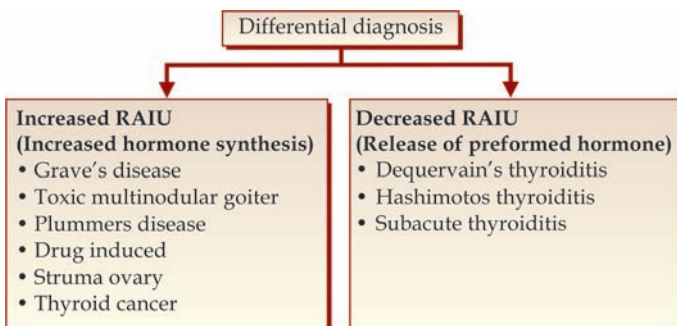 Differential diagnosis
Increased RAIU
(Increased hormone synthesis)
• Grave's disease
• Toxic multinodular goiter
• Plummers disease
• Drug induced
• Struma ovary
• Thyroid cancer
Decreased RAIU
(Release of preformed hormone)
• Dequervain's thyroiditis
• Hashimotos thyroiditis
• Subacute thyroiditis